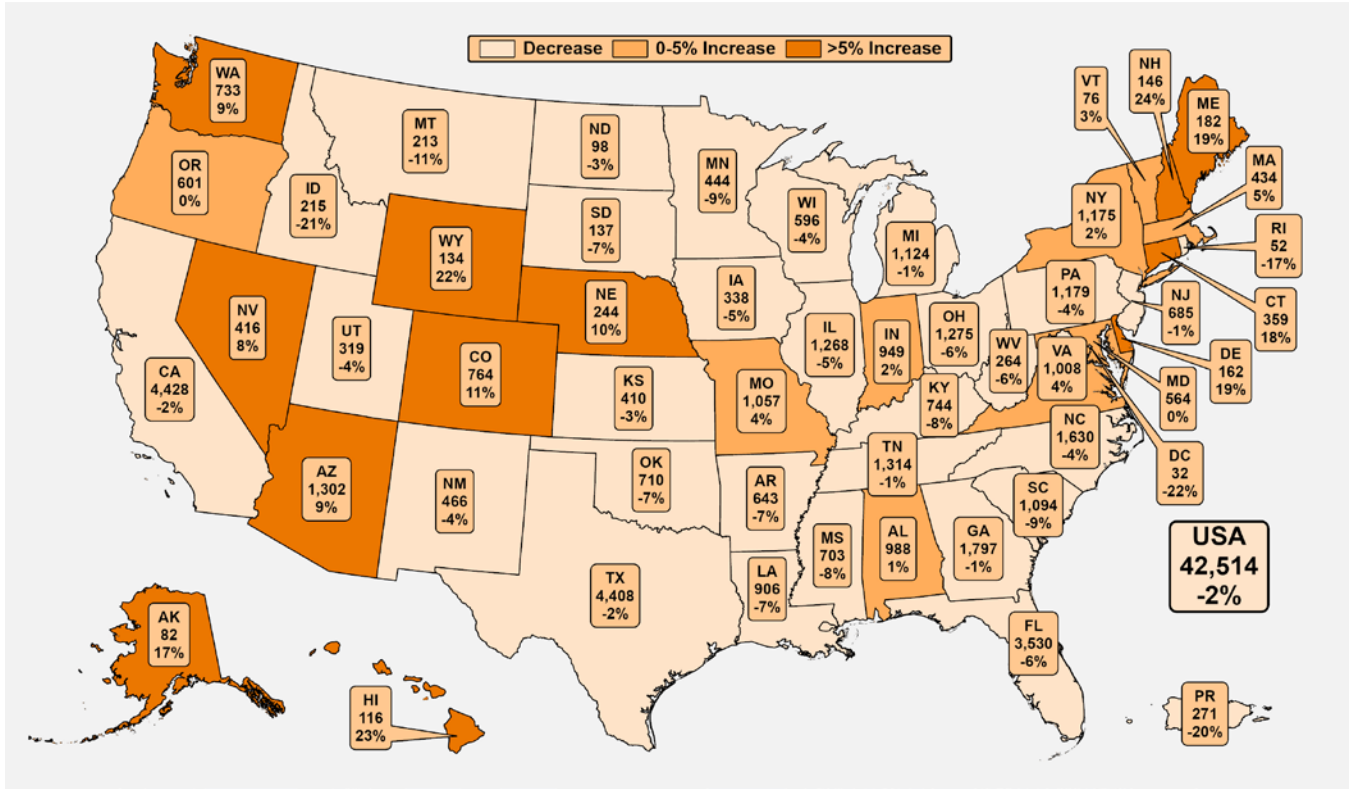 Decrease 0-5% Increase >5% Increase
WA
733
9%
OR
601
0%
ID
215
-21%
MT
213
-11%
ND
98
-3%
MN
444
-9%
WI
596
-4%
MI
1,124
-1%
VT
76
3%
NH
146
24%
ME
182
19%
MA
434
5%
NY
1,175
2%
RI
52
-17%
SD
137
-7%
WY
134
22%
NE
244
10%
IA
338
-5%
PA
1,179
-4%
NJ
685
-1%
CT
359
18%
NV
416
8%
UT
319
-4%
CO
764
11%
KS
410
-3%
MO
1,057
4%
IL
1,268
-5%
IN
949
2%
OH
1,275
-6%
WV
264
-6%
VA
1,008
4%
KY
744
-8%
MD
564
0%
DE
162
19%
CA
4,428
-2%
AZ
1,302
9%
NM
466
-4%
OK
710
-7%
AR
643
-7%
TN
1,314
-1%
NC
1,630
-4%
DC
32
-22%
SC
1,094
-9%
MS
703
-8%
AL
988
1%
GA
1,797
-1%
TX
4,408
-2%
LA
906
-7%
FL
3,530
-6%
USA
42,514
-2%
AK
82
17%
HI
116
23%
PR
271
-20%